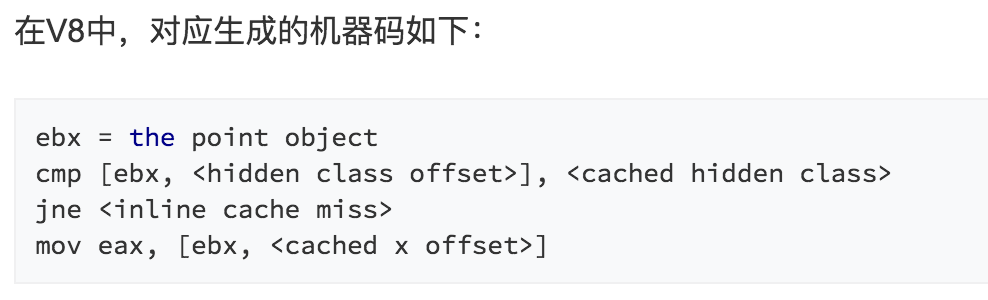 在V8中，对应生成的机器码如下：
ebx = the point object
cmp [ebx, <hidden class offset>], <cached hidden class>
jne <inline cache miss>
mov eax, [ebx, <cached x offset>]